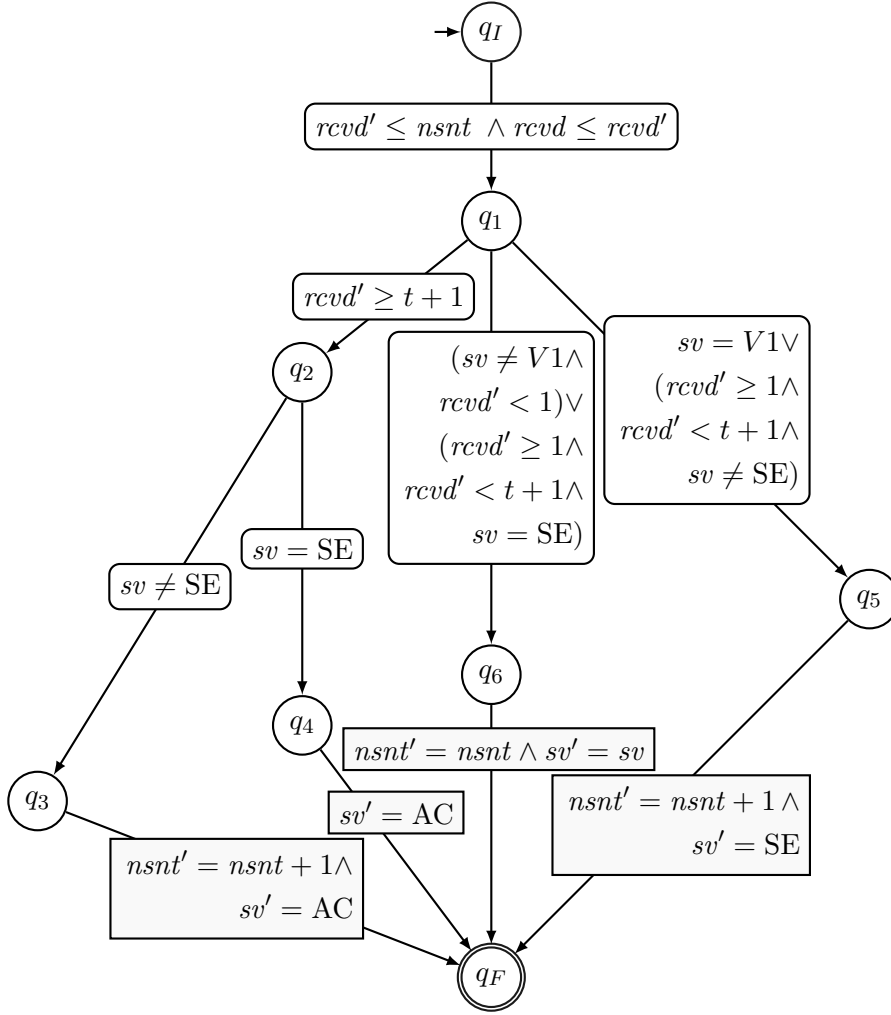 q_I
rcvd′ ≤ nsnt ∧ rcvd ≤ rcvd′
q_1
rcvd′ ≥ t + 1
q_2
(sv ≠ V1∧
rcvd′ < 1)∨
(rcvd′ ≥ 1∧
rcvd′ < t + 1∧
sv = SE)
sv = V1∨
(rcvd′ ≥ 1∧
rcvd′ < t + 1∧
sv ≠ SE)
sv ≠ SE
sv = SE
q_5
q_6
q_4
q_3
nsnt′ = nsnt ∧ sv′ = sv
sv′ = AC
nsnt′ = nsnt + 1 ∧
sv′ = SE
nsnt′ = nsnt + 1∧
sv′ = AC
q_F